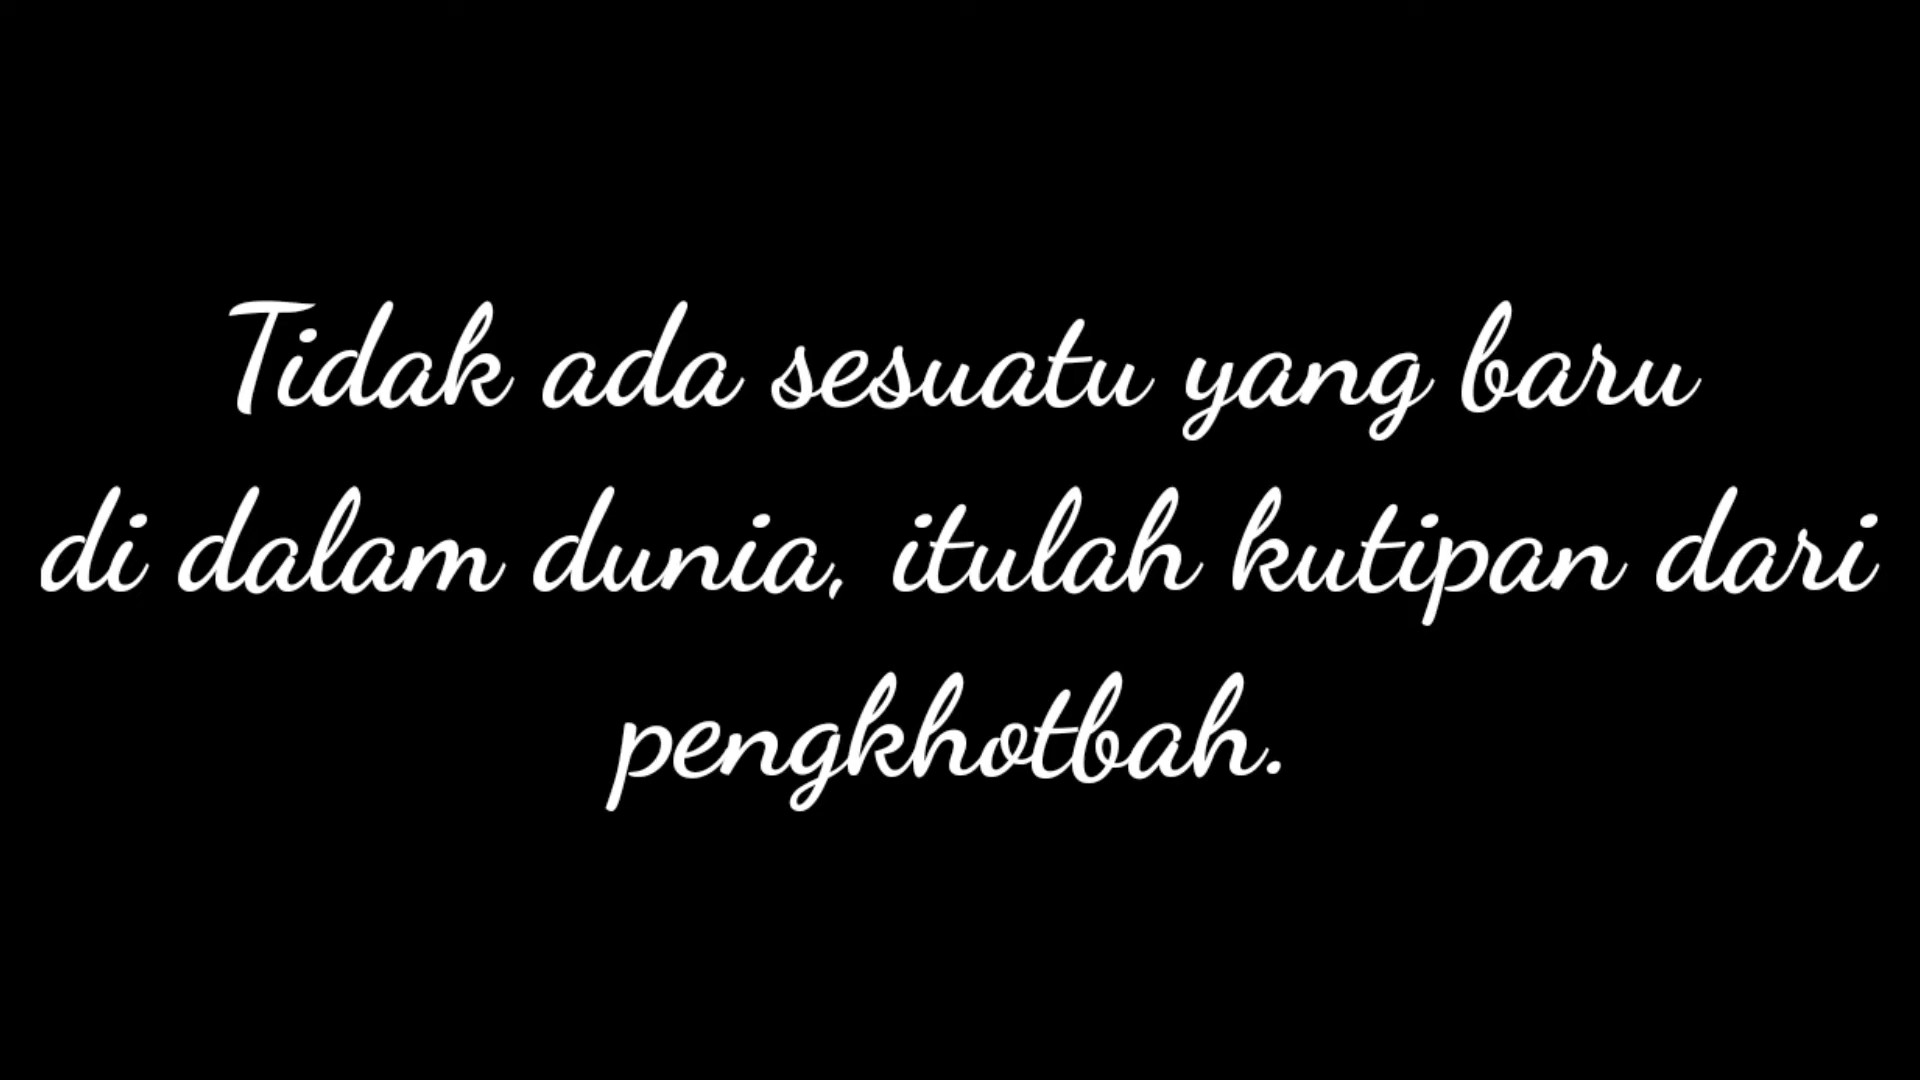 Tidak ada sesuatu yang baru
di dalam dunia, itulah kutipan dari
pengkhotbah.